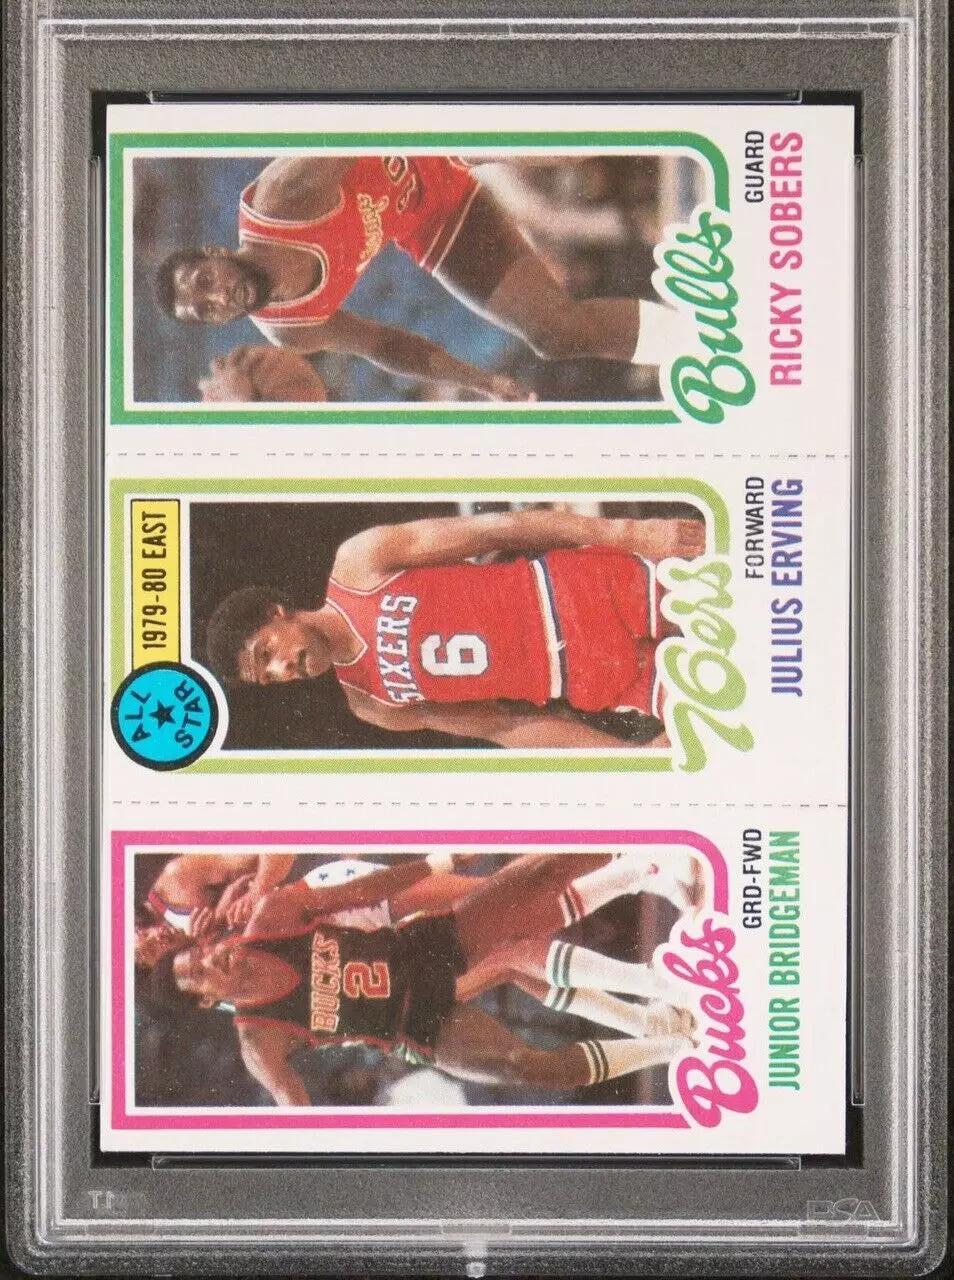 GUARD
RICKY SOBERS
Bulls
1979-80 EAST
ALL
STAR
SIXERS
6
FORWARD
JULIUS ERVING
76ers
BUCKS
2
GRD-FWD
JUNIOR BRIDGEMAN
Bucks
PSA